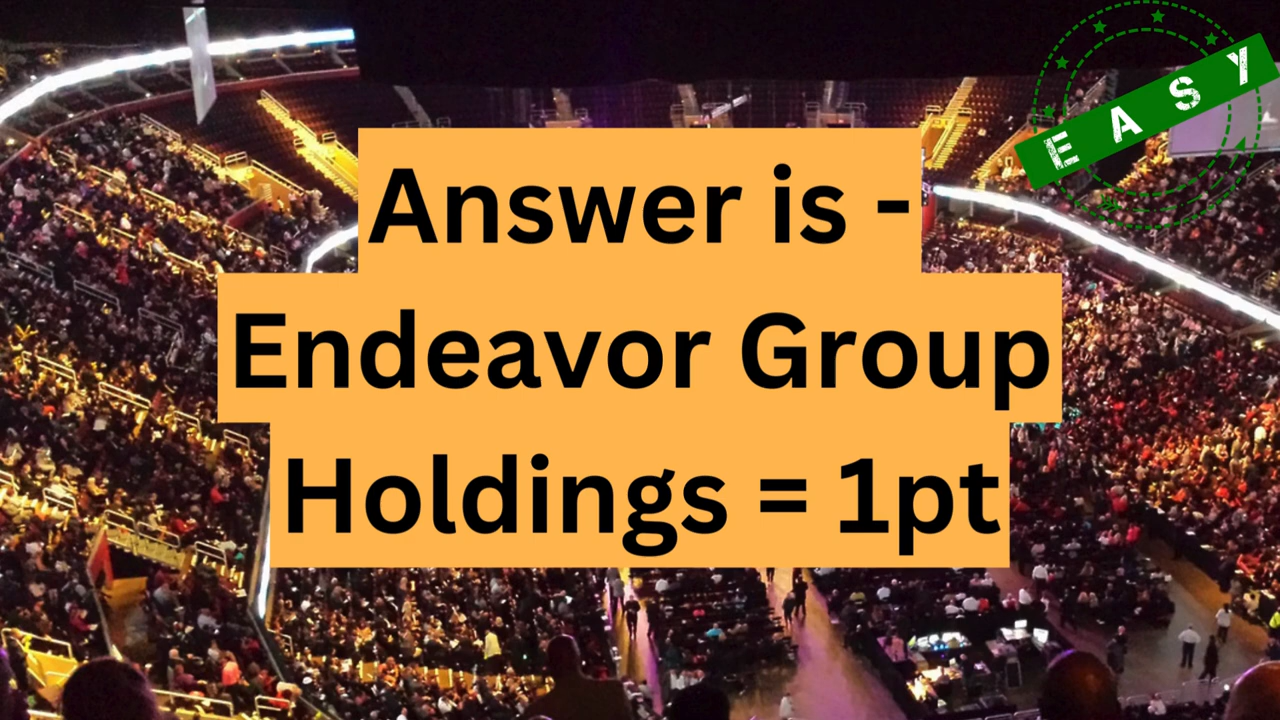 EASY
Answer is -
Endeavor Group
Holdings = 1pt